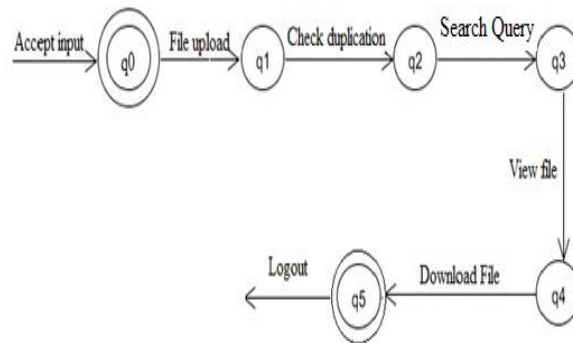 Accept input
q0
File upload
q1
Check duplication
q2
Search Query
q3
View file
q4
Download File
q5
Logout